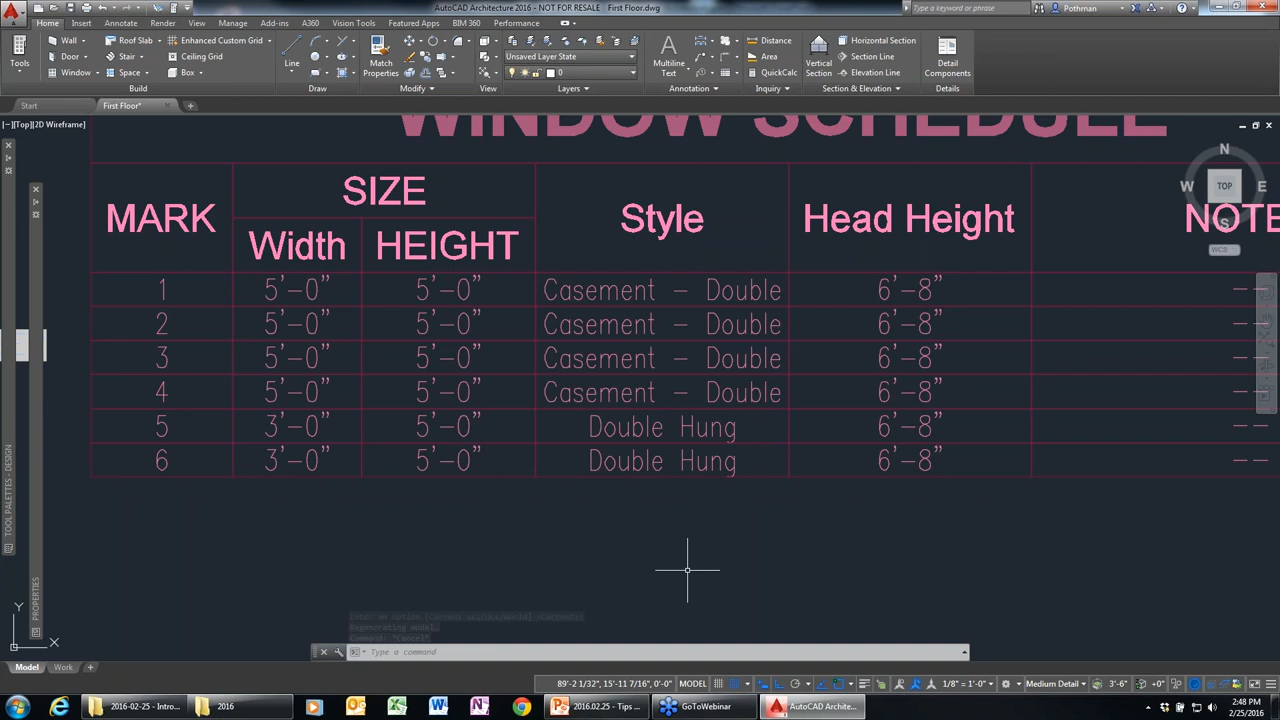 AutoCAD Architecture 2016 - NOT FOR RESALE First Floor.dwg
Type a keyword or phrase
Pothman
Home Insert Annotate Render View Manage Add-ins A360 Vision Tools Featured Apps BIM 360 Performance
Tools
Wall
Door
Window
Roof Slab
Stair
Space
Enhanced Custom Grid
Ceiling Grid
Box
Build
Line
Draw
Match
Properties
Modify
View
Unsaved Layer State
0
Layers
Multiline
Text
Annotation
Distance
Area
QuickCalc
Inquiry
Vertical
Section
Horizontal Section
Section Line
Elevation Line
Section & Elevation
Detail
Components
Details
Start
First Floor*
[−][Top][2D Wireframe]
WINDOW SCHEDULE
N
W TOP E
S
WCS
MARK SIZE Style Head Height NOTE
Width HEIGHT
1 5'-0" 5'-0" Casement - Double 6'-8" --
2 5'-0" 5'-0" Casement - Double 6'-8" --
3 5'-0" 5'-0" Casement - Double 6'-8" --
4 5'-0" 5'-0" Casement - Double 6'-8" --
5 3'-0" 5'-0" Double Hung 6'-8" --
6 3'-0" 5'-0" Double Hung 6'-8" --
TOOL PALETTES - DESIGN
PROPERTIES
Y
X
Regenerating model.
Command: *Cancel*
Type a command
Model Work
89'-2 1/32", 15'-11 7/16", 0'-0" MODEL 1/8" = 1'-0" Medium Detail 3'-6" +0"
2016-02-25 - Intro...
2016
2016.02.25 - Tips ...
GoToWebinar
AutoCAD Archite...
2:48 PM
2/25/2016